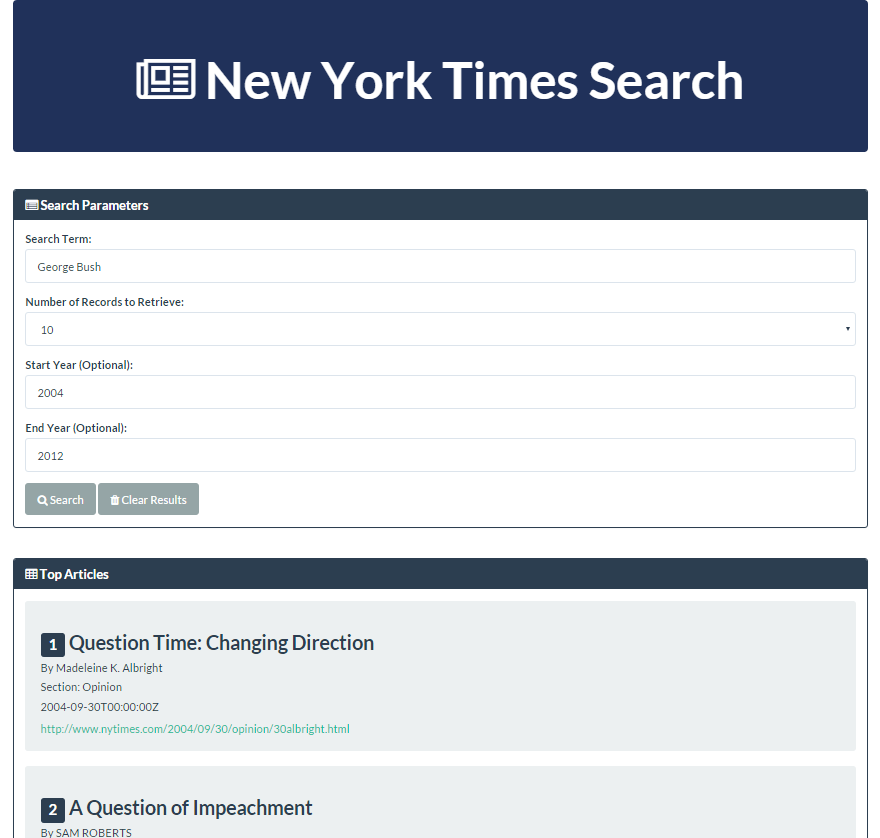 New York Times Search
Search Parameters
Search Term:
George Bush
Number of Records to Retrieve:
10
Start Year (Optional):
2004
End Year (Optional):
2012
Search Clear Results
Top Articles
1 Question Time: Changing Direction
By Madeleine K. Albright
Section: Opinion
2004-09-30T00:00:00Z
http://www.nytimes.com/2004/09/30/opinion/30albright.html
2 A Question of Impeachment
By SAM ROBERTS